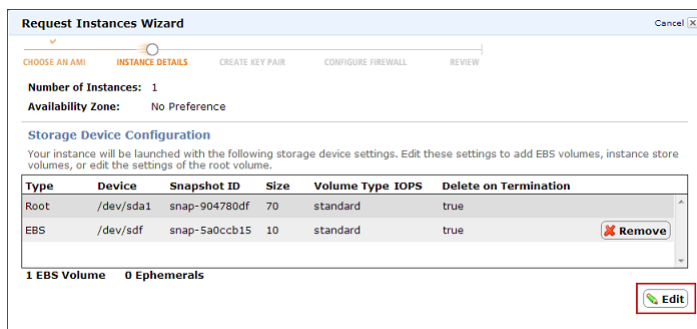 Request Instances Wizard
Cancel X
CHOOSE AN AMI INSTANCE DETAILS CREATE KEY PAIR CONFIGURE FIREWALL REVIEW
Number of Instances: 1
Availability Zone: No Preference
Storage Device Configuration
Your instance will be launched with the following storage device settings. Edit these settings to add EBS volumes, instance store
volumes, or edit the settings of the root volume.
Type Device Snapshot ID Size Volume Type IOPS Delete on Termination
Root /dev/sda1 snap-904780df 70 standard true
EBS /dev/sdf snap-5a0ccb15 10 standard true Remove
1 EBS Volume 0 Ephemerals
Edit